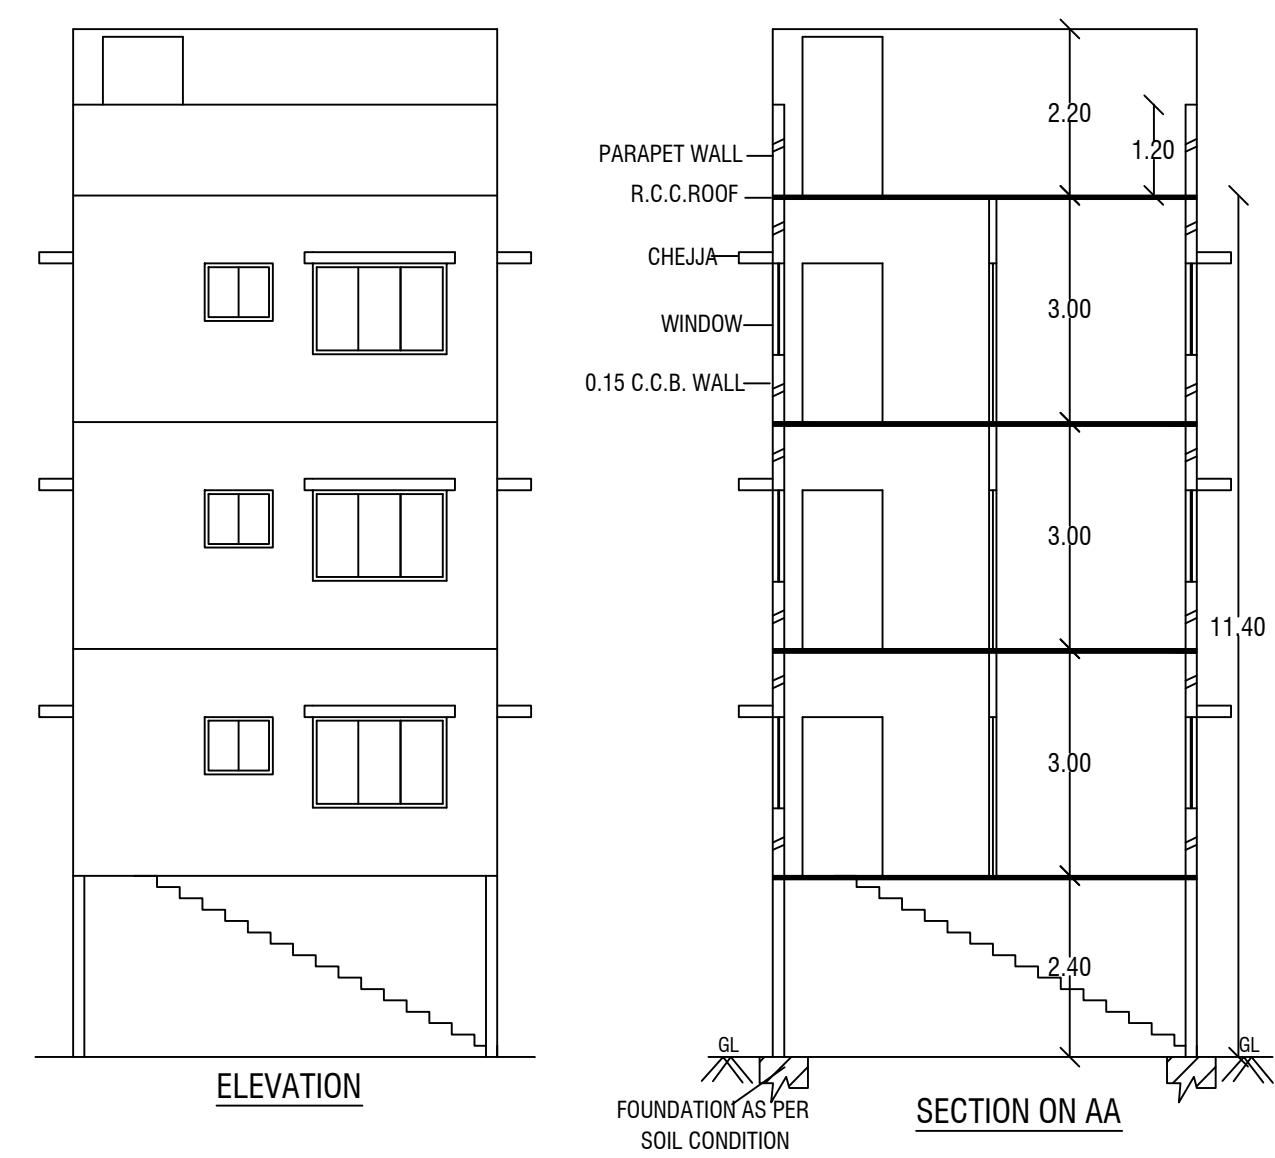 2.20
1.20
PARAPET WALL
R.C.C.ROOF
CHEJJA
3.00
WINDOW
0.15 C.C.B. WALL
3.00
11.40
3.00
2.40
GL
GL
ELEVATION
FOUNDATION AS PER
SOIL CONDITION
SECTION ON AA